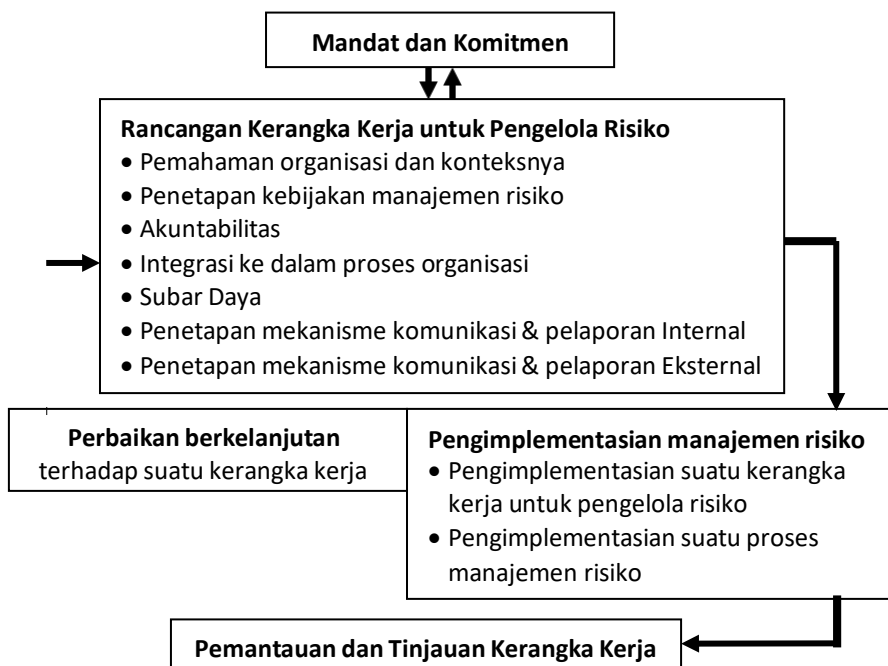 Mandat dan Komitmen
Rancangan Kerangka Kerja untuk Pengelola Risiko
• Pemahaman organisasi dan konteksnya
• Penetapan kebijakan manajemen risiko
• Akuntabilitas
• Integrasi ke dalam proses organisasi
• Subar Daya
• Penetapan mekanisme komunikasi & pelaporan Internal
• Penetapan mekanisme komunikasi & pelaporan Eksternal
Perbaikan berkelanjutan
terhadap suatu kerangka kerja
Pengimplementasian manajemen risiko
• Pengimplementasian suatu kerangka
kerja untuk pengelola risiko
• Pengimplementasian suatu proses
manajemen risiko
Pemantauan dan Tinjauan Kerangka Kerja